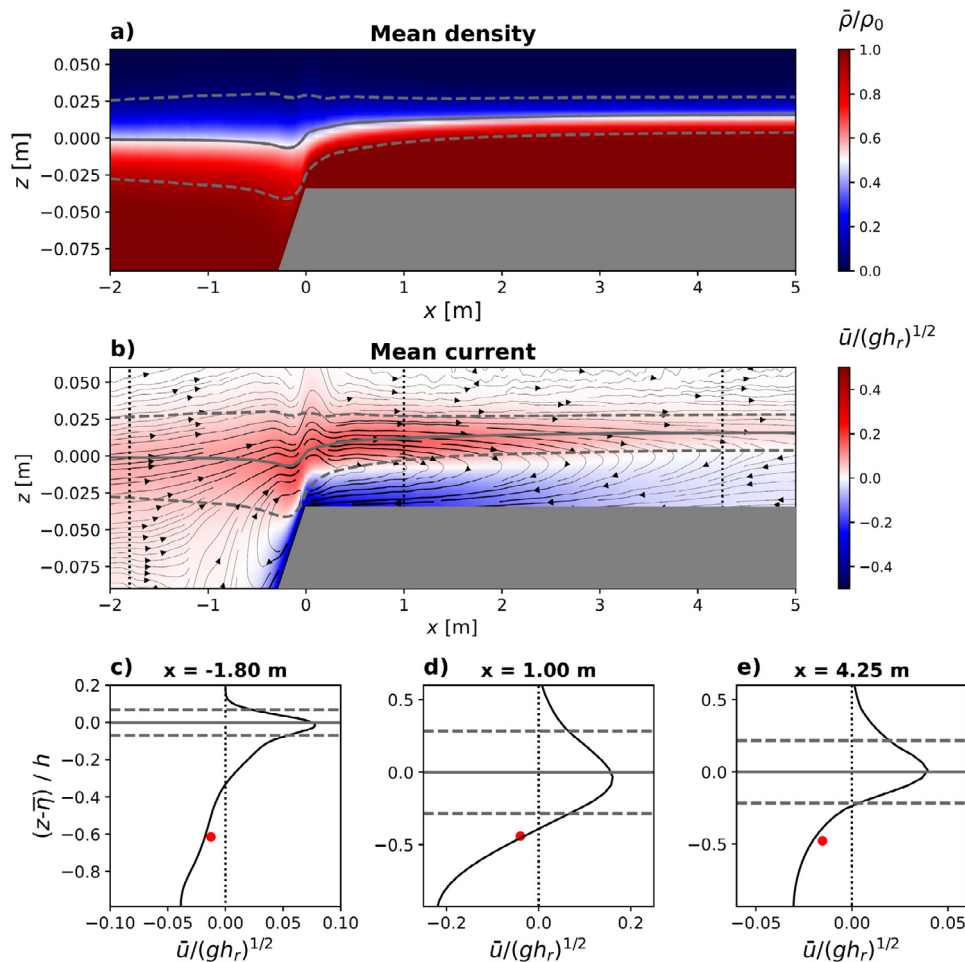 a) Mean density
ρ̄/ρ₀
0.050
0.025
0.000
−0.025
−0.050
−0.075
z [m]
−2 −1 0 1 2 3 4 5
x [m]
1.0
0.8
0.6
0.4
0.2
0.0
b) Mean current
ū/(ghᵣ)^1/2
0.050
0.025
0.000
−0.025
−0.050
−0.075
z [m]
−2 −1 0 1 2 3 4 5
x [m]
0.4
0.2
0.0
−0.2
−0.4
c) x = -1.80 m
0.2
0.0
−0.2
−0.4
−0.6
−0.8
(z-η̄) / h
−0.10 −0.05 0.00 0.05 0.10
ū/(ghᵣ)^1/2
d) x = 1.00 m
0.5
0.0
−0.5
−0.2 0.0 0.2
ū/(ghᵣ)^1/2
e) x = 4.25 m
0.5
0.0
−0.5
−0.05 0.00 0.05
ū/(ghᵣ)^1/2